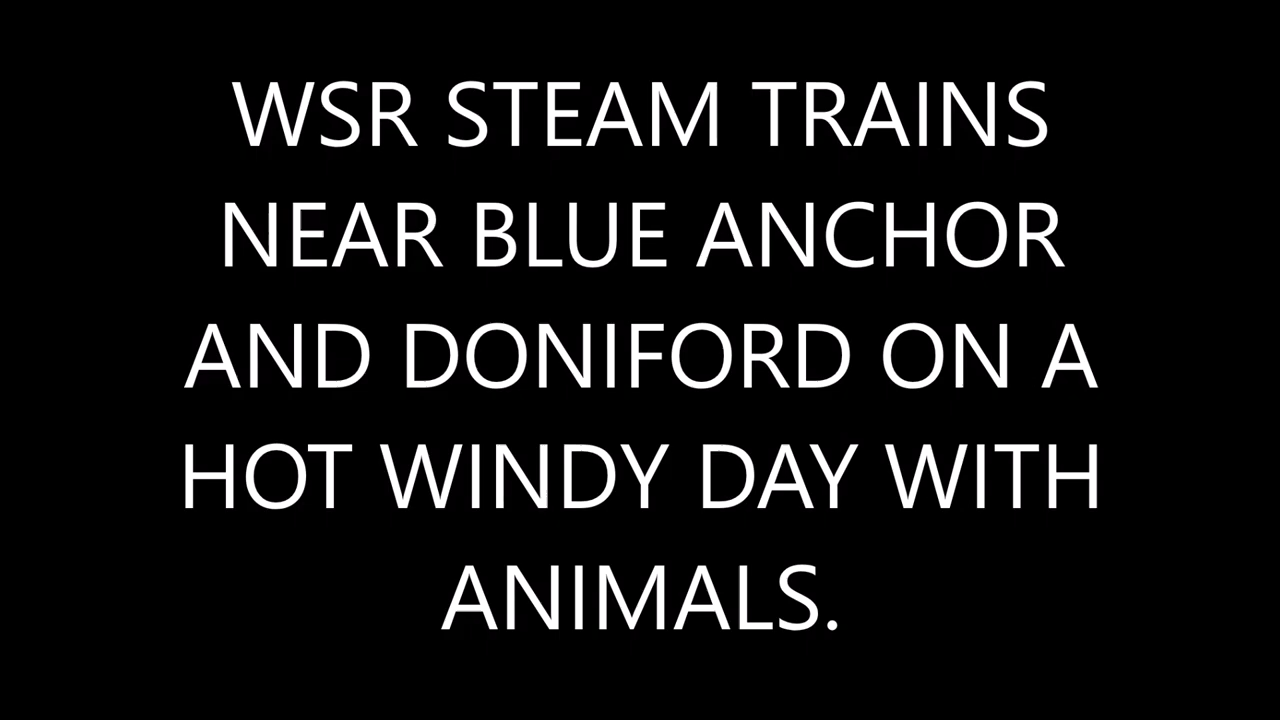 WSR STEAM TRAINS
NEAR BLUE ANCHOR
AND DONIFORD ON A
HOT WINDY DAY WITH
ANIMALS.